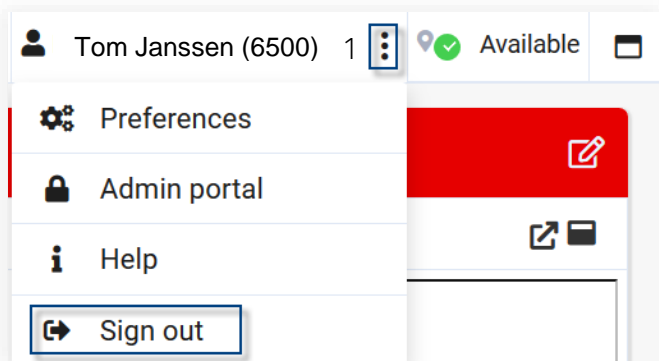 Tom Janssen (6500) 1 Available
Preferences
Admin portal
Help
Sign out